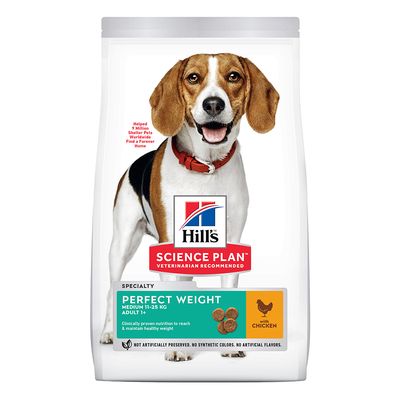 Helped
9 Million
Shelter Pets
Worldwide
Find a Forever
Home
Hill's
SCIENCE PLAN™
VETERINARIAN RECOMMENDED
SPECIALTY
PERFECT WEIGHT
MEDIUM 11-25 KG
ADULT 1+
Clinically proven nutrition to reach
& maintain healthy weight
with
CHICKEN
NOT ARTIFICIALLY PRESERVED. NO SYNTHETIC COLORS. NO ARTIFICIAL FLAVORS.